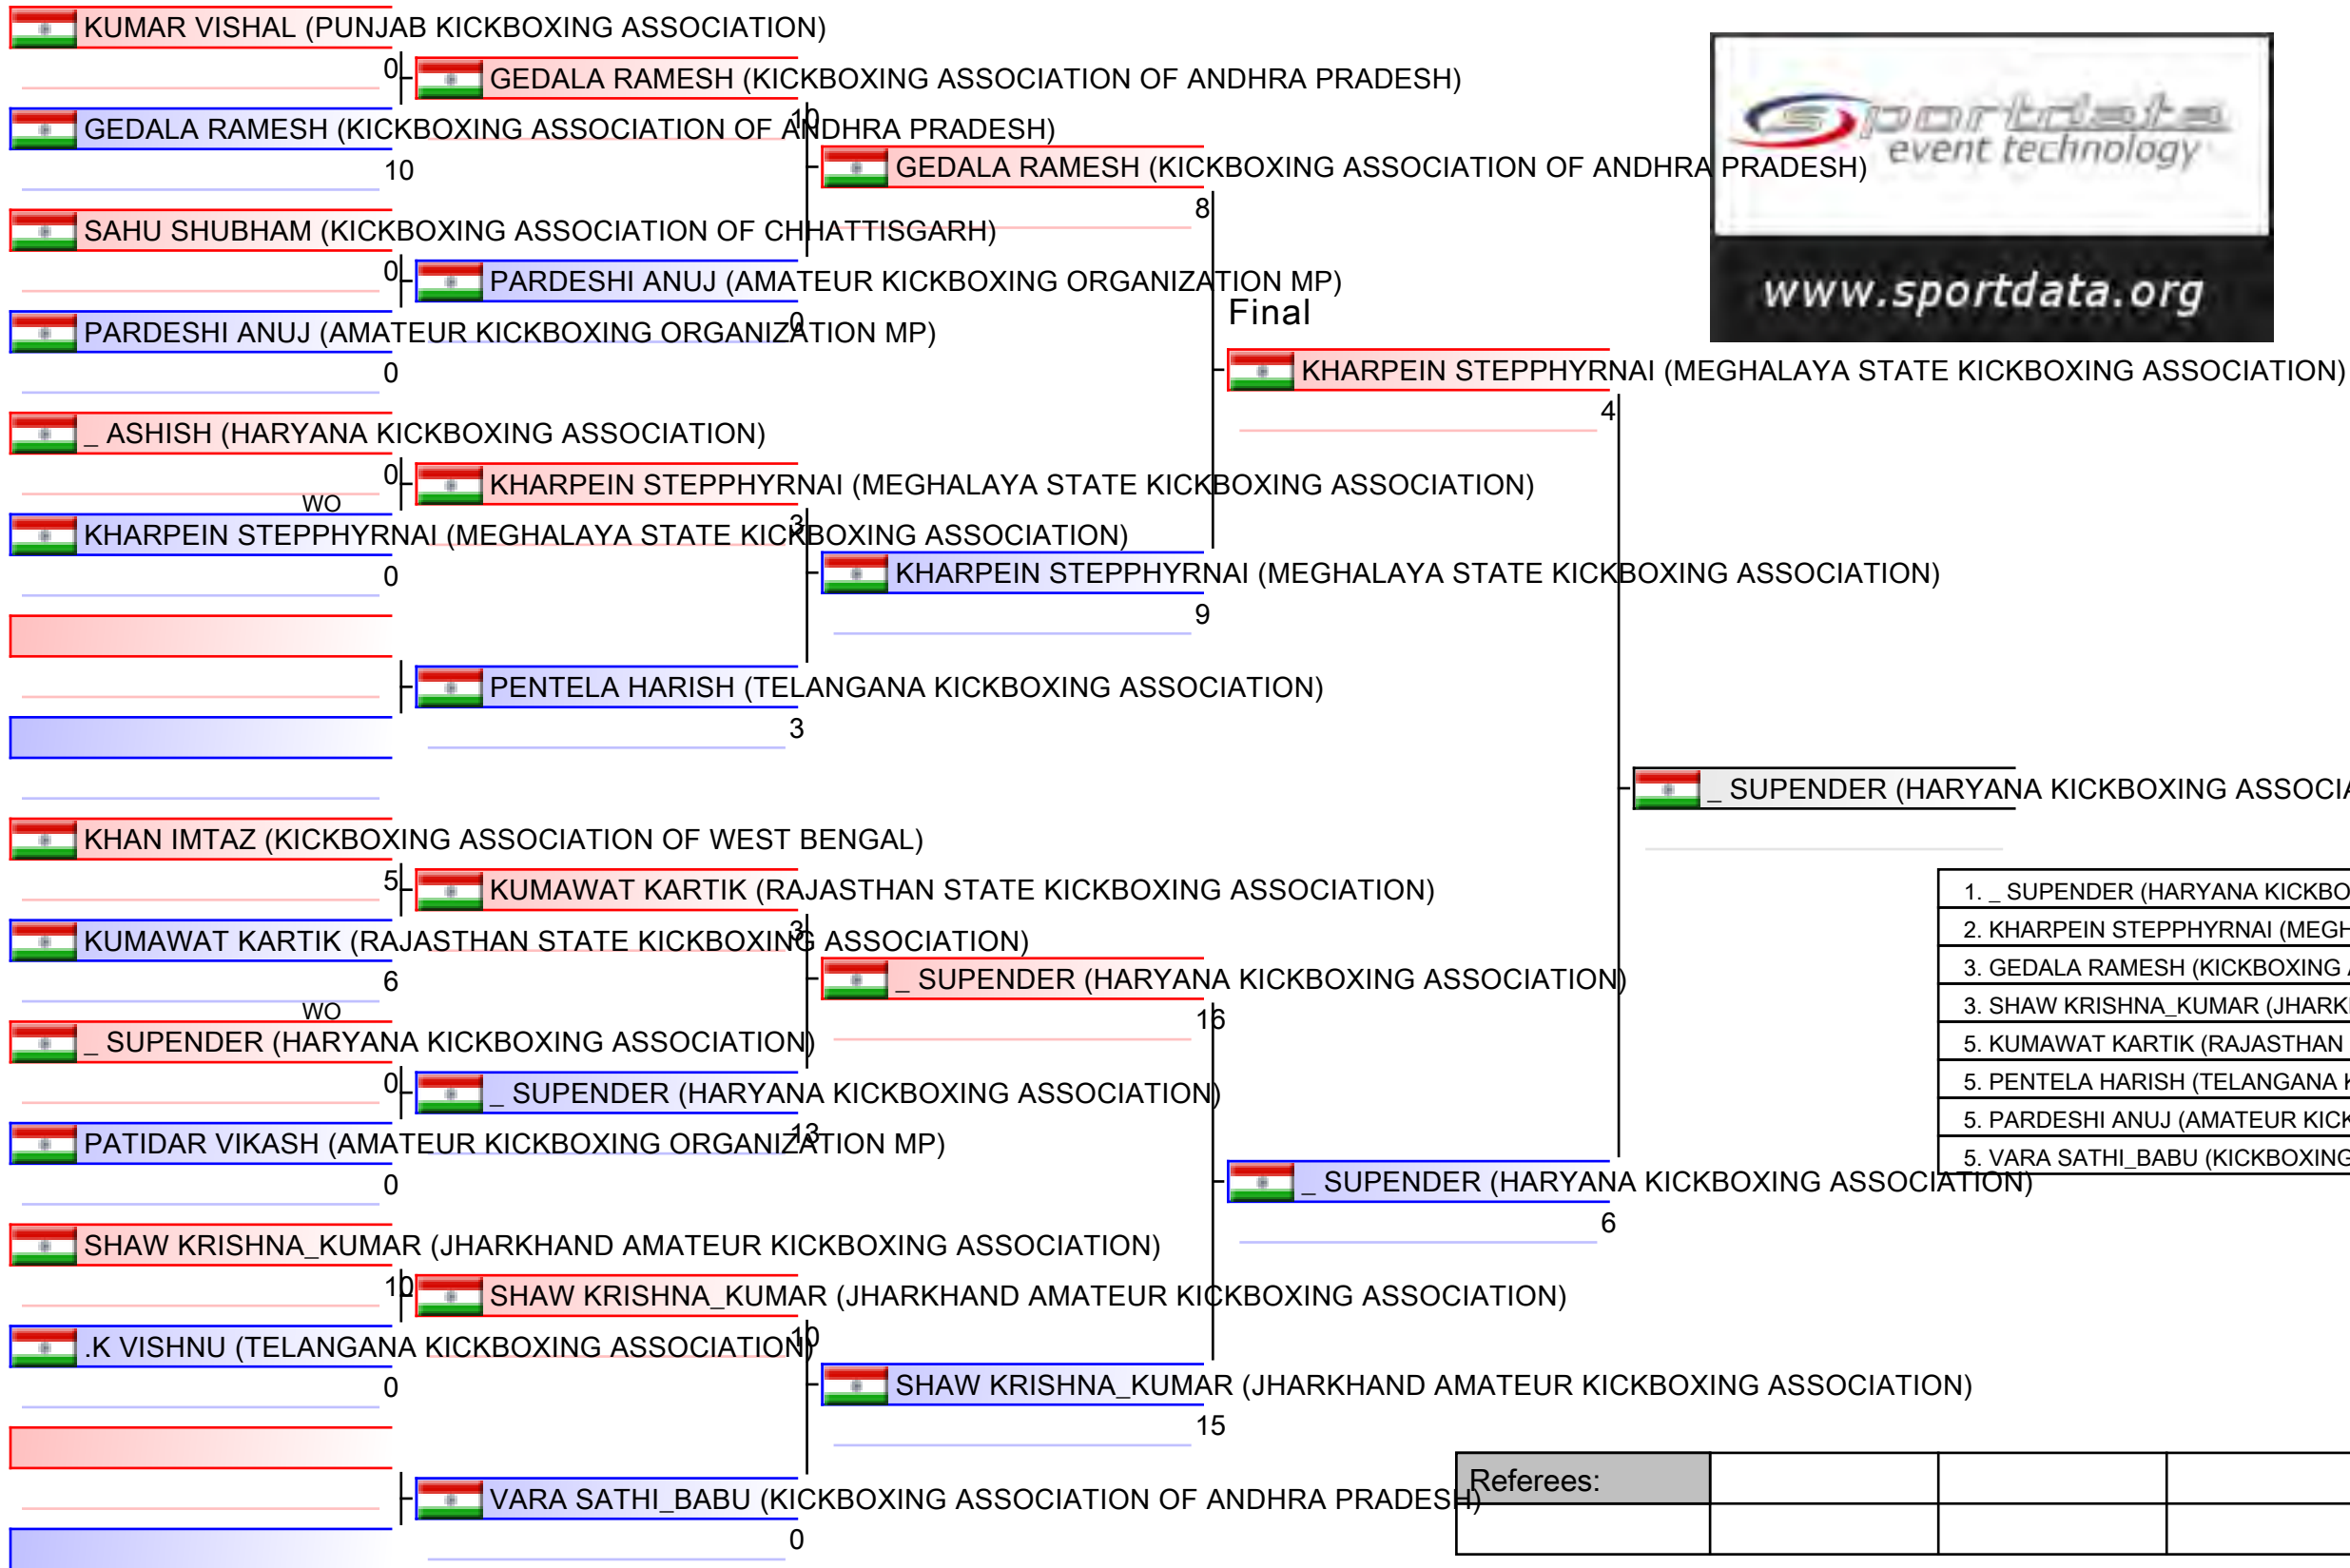 KUMAR VISHAL (PUNJAB KICKBOXING ASSOCIATION)
0
GEDALA RAMESH (KICKBOXING ASSOCIATION OF ANDHRA PRADESH)
10
GEDALA RAMESH (KICKBOXING ASSOCIATION OF ANDHRA PRADESH)
10
GEDALA RAMESH (KICKBOXING ASSOCIATION OF ANDHRA PRADESH)
8
SAHU SHUBHAM (KICKBOXING ASSOCIATION OF CHHATTISGARH)
0
PARDESHI ANUJ (AMATEUR KICKBOXING ORGANIZATION MP)
0
PARDESHI ANUJ (AMATEUR KICKBOXING ORGANIZATION MP)
0
sportdata
event technology
www.sportdata.org
Final
KHARPEIN STEPPHYRNAI (MEGHALAYA STATE KICKBOXING ASSOCIATION)
4
_ ASHISH (HARYANA KICKBOXING ASSOCIATION)
0
WO
KHARPEIN STEPPHYRNAI (MEGHALAYA STATE KICKBOXING ASSOCIATION)
3
KHARPEIN STEPPHYRNAI (MEGHALAYA STATE KICKBOXING ASSOCIATION)
0
KHARPEIN STEPPHYRNAI (MEGHALAYA STATE KICKBOXING ASSOCIATION)
9
PENTELA HARISH (TELANGANA KICKBOXING ASSOCIATION)
3
_ SUPENDER (HARYANA KICKBOXING ASSOCIA
KHAN IMTAZ (KICKBOXING ASSOCIATION OF WEST BENGAL)
5
KUMAWAT KARTIK (RAJASTHAN STATE KICKBOXING ASSOCIATION)
3
KUMAWAT KARTIK (RAJASTHAN STATE KICKBOXING ASSOCIATION)
6
_ SUPENDER (HARYANA KICKBOXING ASSOCIATION)
16
WO
_ SUPENDER (HARYANA KICKBOXING ASSOCIATION)
0
_ SUPENDER (HARYANA KICKBOXING ASSOCIATION)
13
PATIDAR VIKASH (AMATEUR KICKBOXING ORGANIZATION MP)
0
_ SUPENDER (HARYANA KICKBOXING ASSOCIATION)
6
1. _ SUPENDER (HARYANA KICKBO
2. KHARPEIN STEPPHYRNAI (MEGH
3. GEDALA RAMESH (KICKBOXING A
3. SHAW KRISHNA_KUMAR (JHARK
5. KUMAWAT KARTIK (RAJASTHAN
5. PENTELA HARISH (TELANGANA K
5. PARDESHI ANUJ (AMATEUR KICK
5. VARA SATHI_BABU (KICKBOXING
SHAW KRISHNA_KUMAR (JHARKHAND AMATEUR KICKBOXING ASSOCIATION)
10
SHAW KRISHNA_KUMAR (JHARKHAND AMATEUR KICKBOXING ASSOCIATION)
10
.K VISHNU (TELANGANA KICKBOXING ASSOCIATION)
0
SHAW KRISHNA_KUMAR (JHARKHAND AMATEUR KICKBOXING ASSOCIATION)
15
VARA SATHI_BABU (KICKBOXING ASSOCIATION OF ANDHRA PRADESH)
0
Referees: